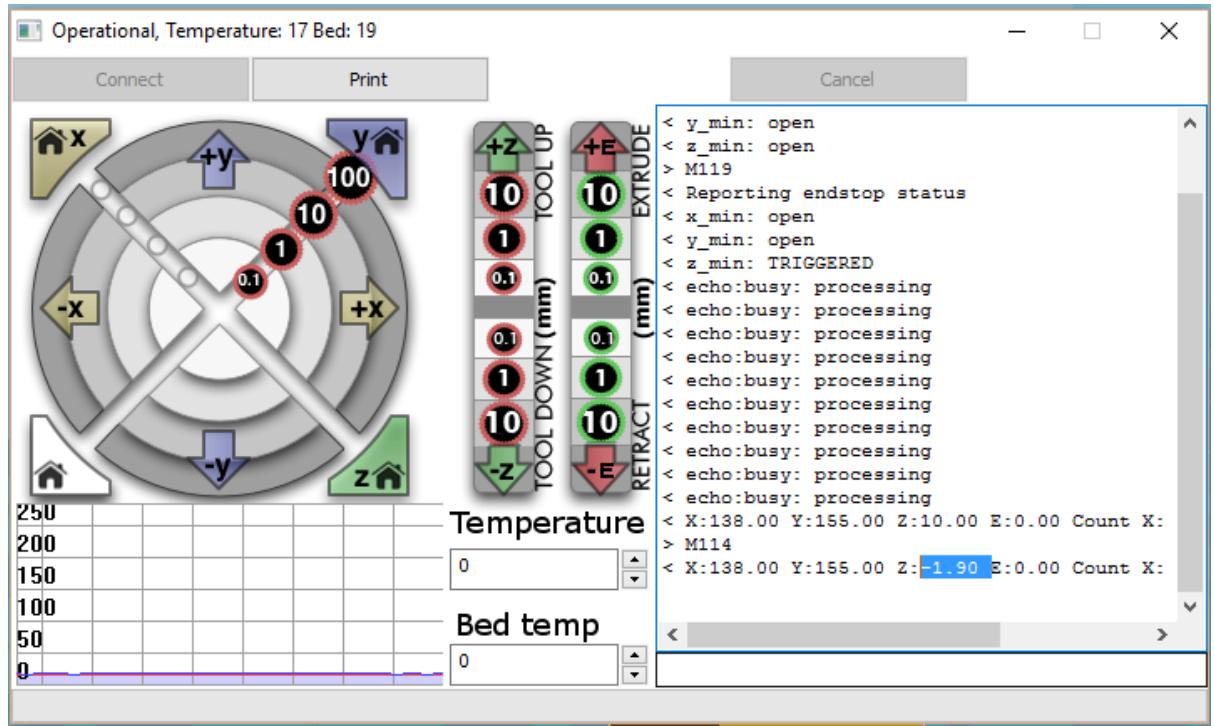 Operational, Temperature: 17 Bed: 19
Connect
Print
Cancel
x
+y
y
100
10
1
0.1
-x
+x
-y
z
+Z
10
1
0.1
0.1
1
10
-Z
TOOL UP
TOOL DOWN (mm)
+E
10
1
0.1
0.1
1
10
-E
EXTRUDE
RETRACT (mm)
250
200
150
100
50
0
Temperature
0
Bed temp
0
< y_min: open
< z_min: open
> M119
< Reporting endstop status
< x_min: open
< y_min: open
< z_min: TRIGGERED
< echo:busy: processing
< echo:busy: processing
< echo:busy: processing
< echo:busy: processing
< echo:busy: processing
< echo:busy: processing
< echo:busy: processing
< echo:busy: processing
< echo:busy: processing
< echo:busy: processing
< X:138.00 Y:155.00 Z:10.00 E:0.00 Count X:
> M114
< X:138.00 Y:155.00 Z:-1.90 E:0.00 Count X: